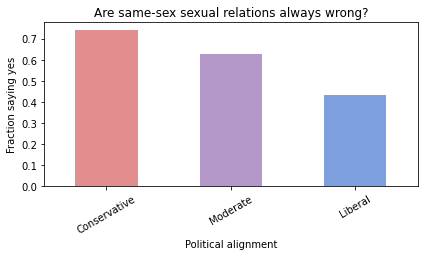 Are same-sex sexual relations always wrong?
Fraction saying yes
0.7
0.6
0.5
0.4
0.3
0.2
0.1
0.0
Conservative
Moderate
Liberal
Political alignment